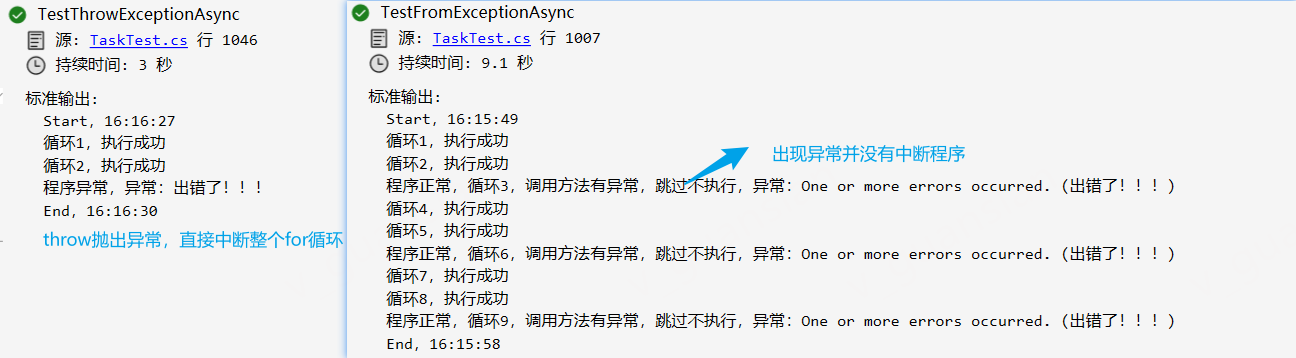 TestThrowExceptionAsync
源: TaskTest.cs 行 1046
持续时间: 3 秒
标准输出:
Start, 16:16:27
循环1, 执行成功
循环2, 执行成功
程序异常, 异常: 出错了!!!
End, 16:16:30
throw抛出异常，直接中断整个for循环
TestFromExceptionAsync
源: TaskTest.cs 行 1007
持续时间: 9.1 秒
标准输出:
Start, 16:15:49
循环1, 执行成功
循环2, 执行成功
出现异常并没有中断程序
程序正常, 循环3, 调用方法有异常, 跳过不执行, 异常: One or more errors occurred. (出错了!!!)
循环4, 执行成功
循环5, 执行成功
程序正常, 循环6, 调用方法有异常, 跳过不执行, 异常: One or more errors occurred. (出错了!!!)
循环7, 执行成功
循环8, 执行成功
程序正常, 循环9, 调用方法有异常, 跳过不执行, 异常: One or more errors occurred. (出错了!!!)
End, 16:15:58